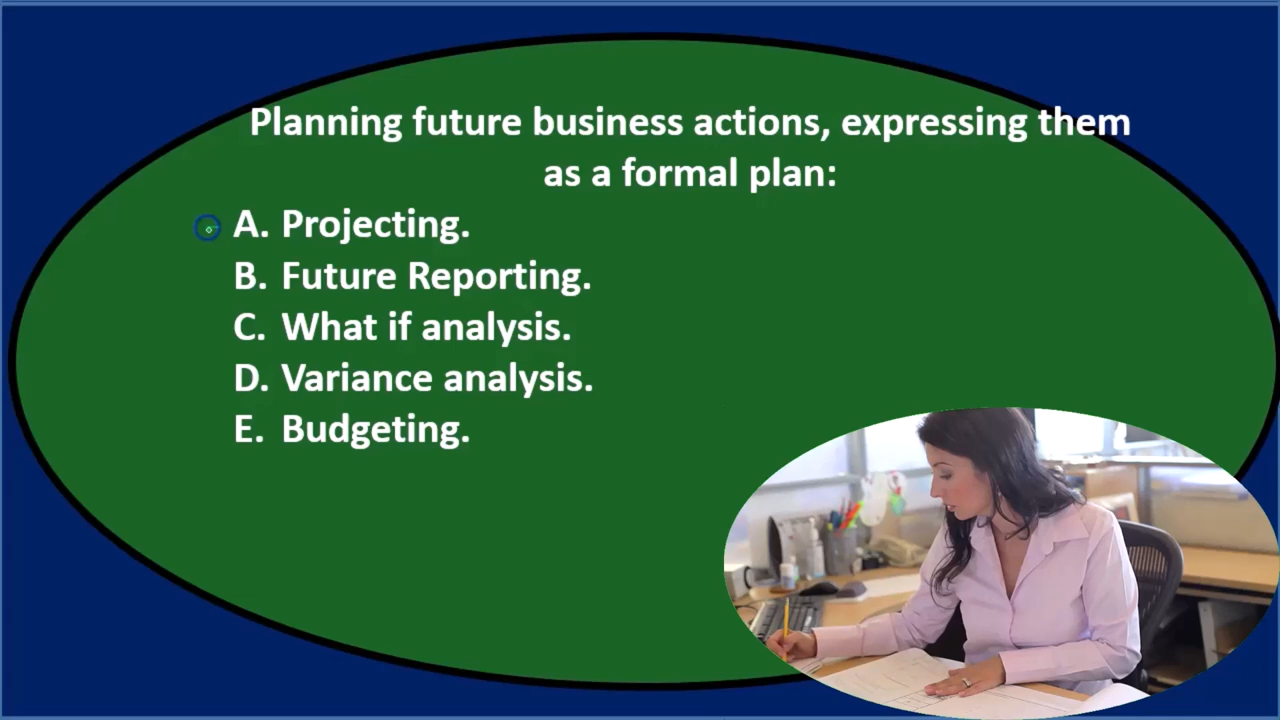 Planning future business actions, expressing them
as a formal plan:
A. Projecting.
B. Future Reporting.
C. What if analysis.
D. Variance analysis.
E. Budgeting.